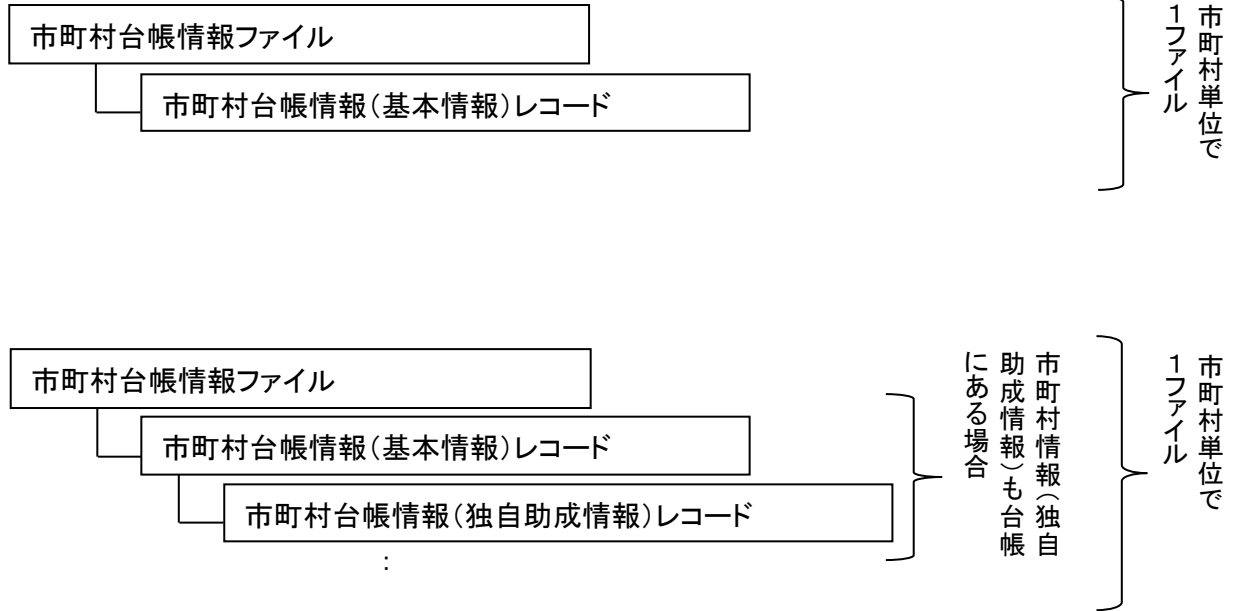 市町村台帳情報ファイル
市町村台帳情報（基本情報）レコード
市町村単位で
１ファイル
市町村台帳情報ファイル
市町村台帳情報（基本情報）レコード
市町村台帳情報（独自助成情報）レコード
：
市町村情報（独自
助成情報）も台帳
にある場合
市町村単位で
１ファイル